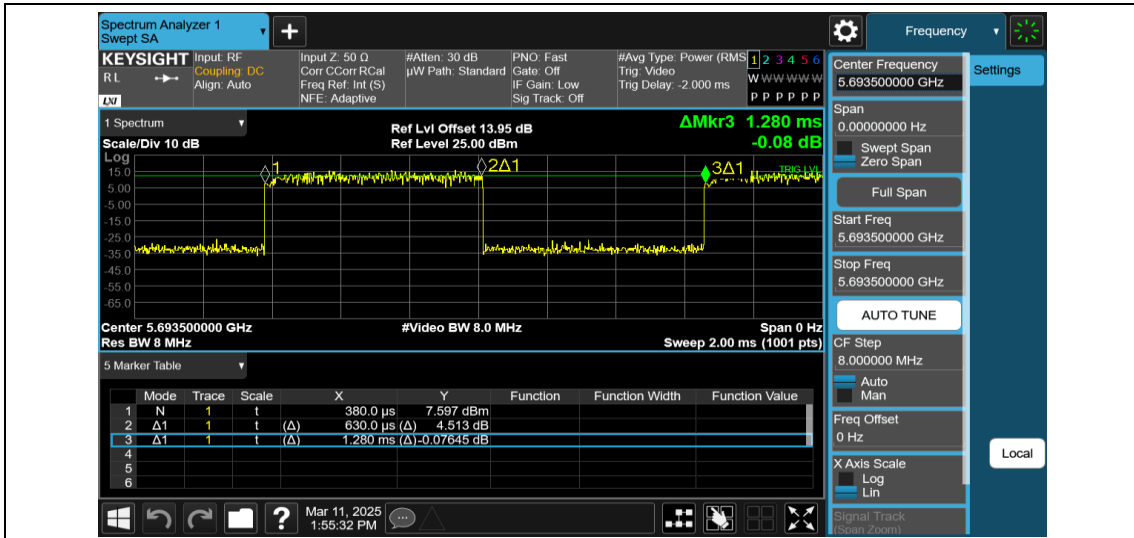 Spectrum Analyzer 1
Swept SA
Frequency
KEYSIGHT
RL
LXI
Input: RF
Coupling: DC
Align: Auto
Input Z: 50 Ω
Corr CCorr RCal
Freq Ref: Int (S)
NFE: Adaptive
#Atten: 30 dB
µW Path: Standard
PNO: Fast
Gate: Off
IF Gain: Low
Sig Track: Off
#Avg Type: Power (RMS
Trig: Video
Trig Delay: -2.000 ms
1 2 3 4 5 6
W W W W W W
P P P P P P
1 Spectrum
Scale/Div 10 dB
Ref Lvl Offset 13.95 dB
Ref Level 25.00 dBm
ΔMkr3 1.280 ms
-0.08 dB
Log
15.0
5.00
-5.00
-15.0
-25.0
-35.0
-45.0
-55.0
-65.0
1
2Δ1
3Δ1
TRIG LVL
Center 5.693500000 GHz
#Video BW 8.0 MHz
Span 0 Hz
Res BW 8 MHz
Sweep 2.00 ms (1001 pts)
5 Marker Table
Mode Trace Scale X Y Function Function Width Function Value
1 N 1 t 380.0 µs 7.597 dBm
2 Δ1 1 t (Δ) 630.0 µs (Δ) 4.513 dB
3 Δ1 1 t (Δ) 1.280 ms (Δ) -0.07645 dB
4
5
6
Mar 11, 2025
1:55:32 PM
Center Frequency
5.693500000 GHz
Settings
Span
0.00000000 Hz
Swept Span
Zero Span
Full Span
Start Freq
5.693500000 GHz
Stop Freq
5.693500000 GHz
AUTO TUNE
CF Step
8.000000 MHz
Auto
Man
Freq Offset
0 Hz
Local
X Axis Scale
Log
Lin
Signal Track
(Span Zoom)